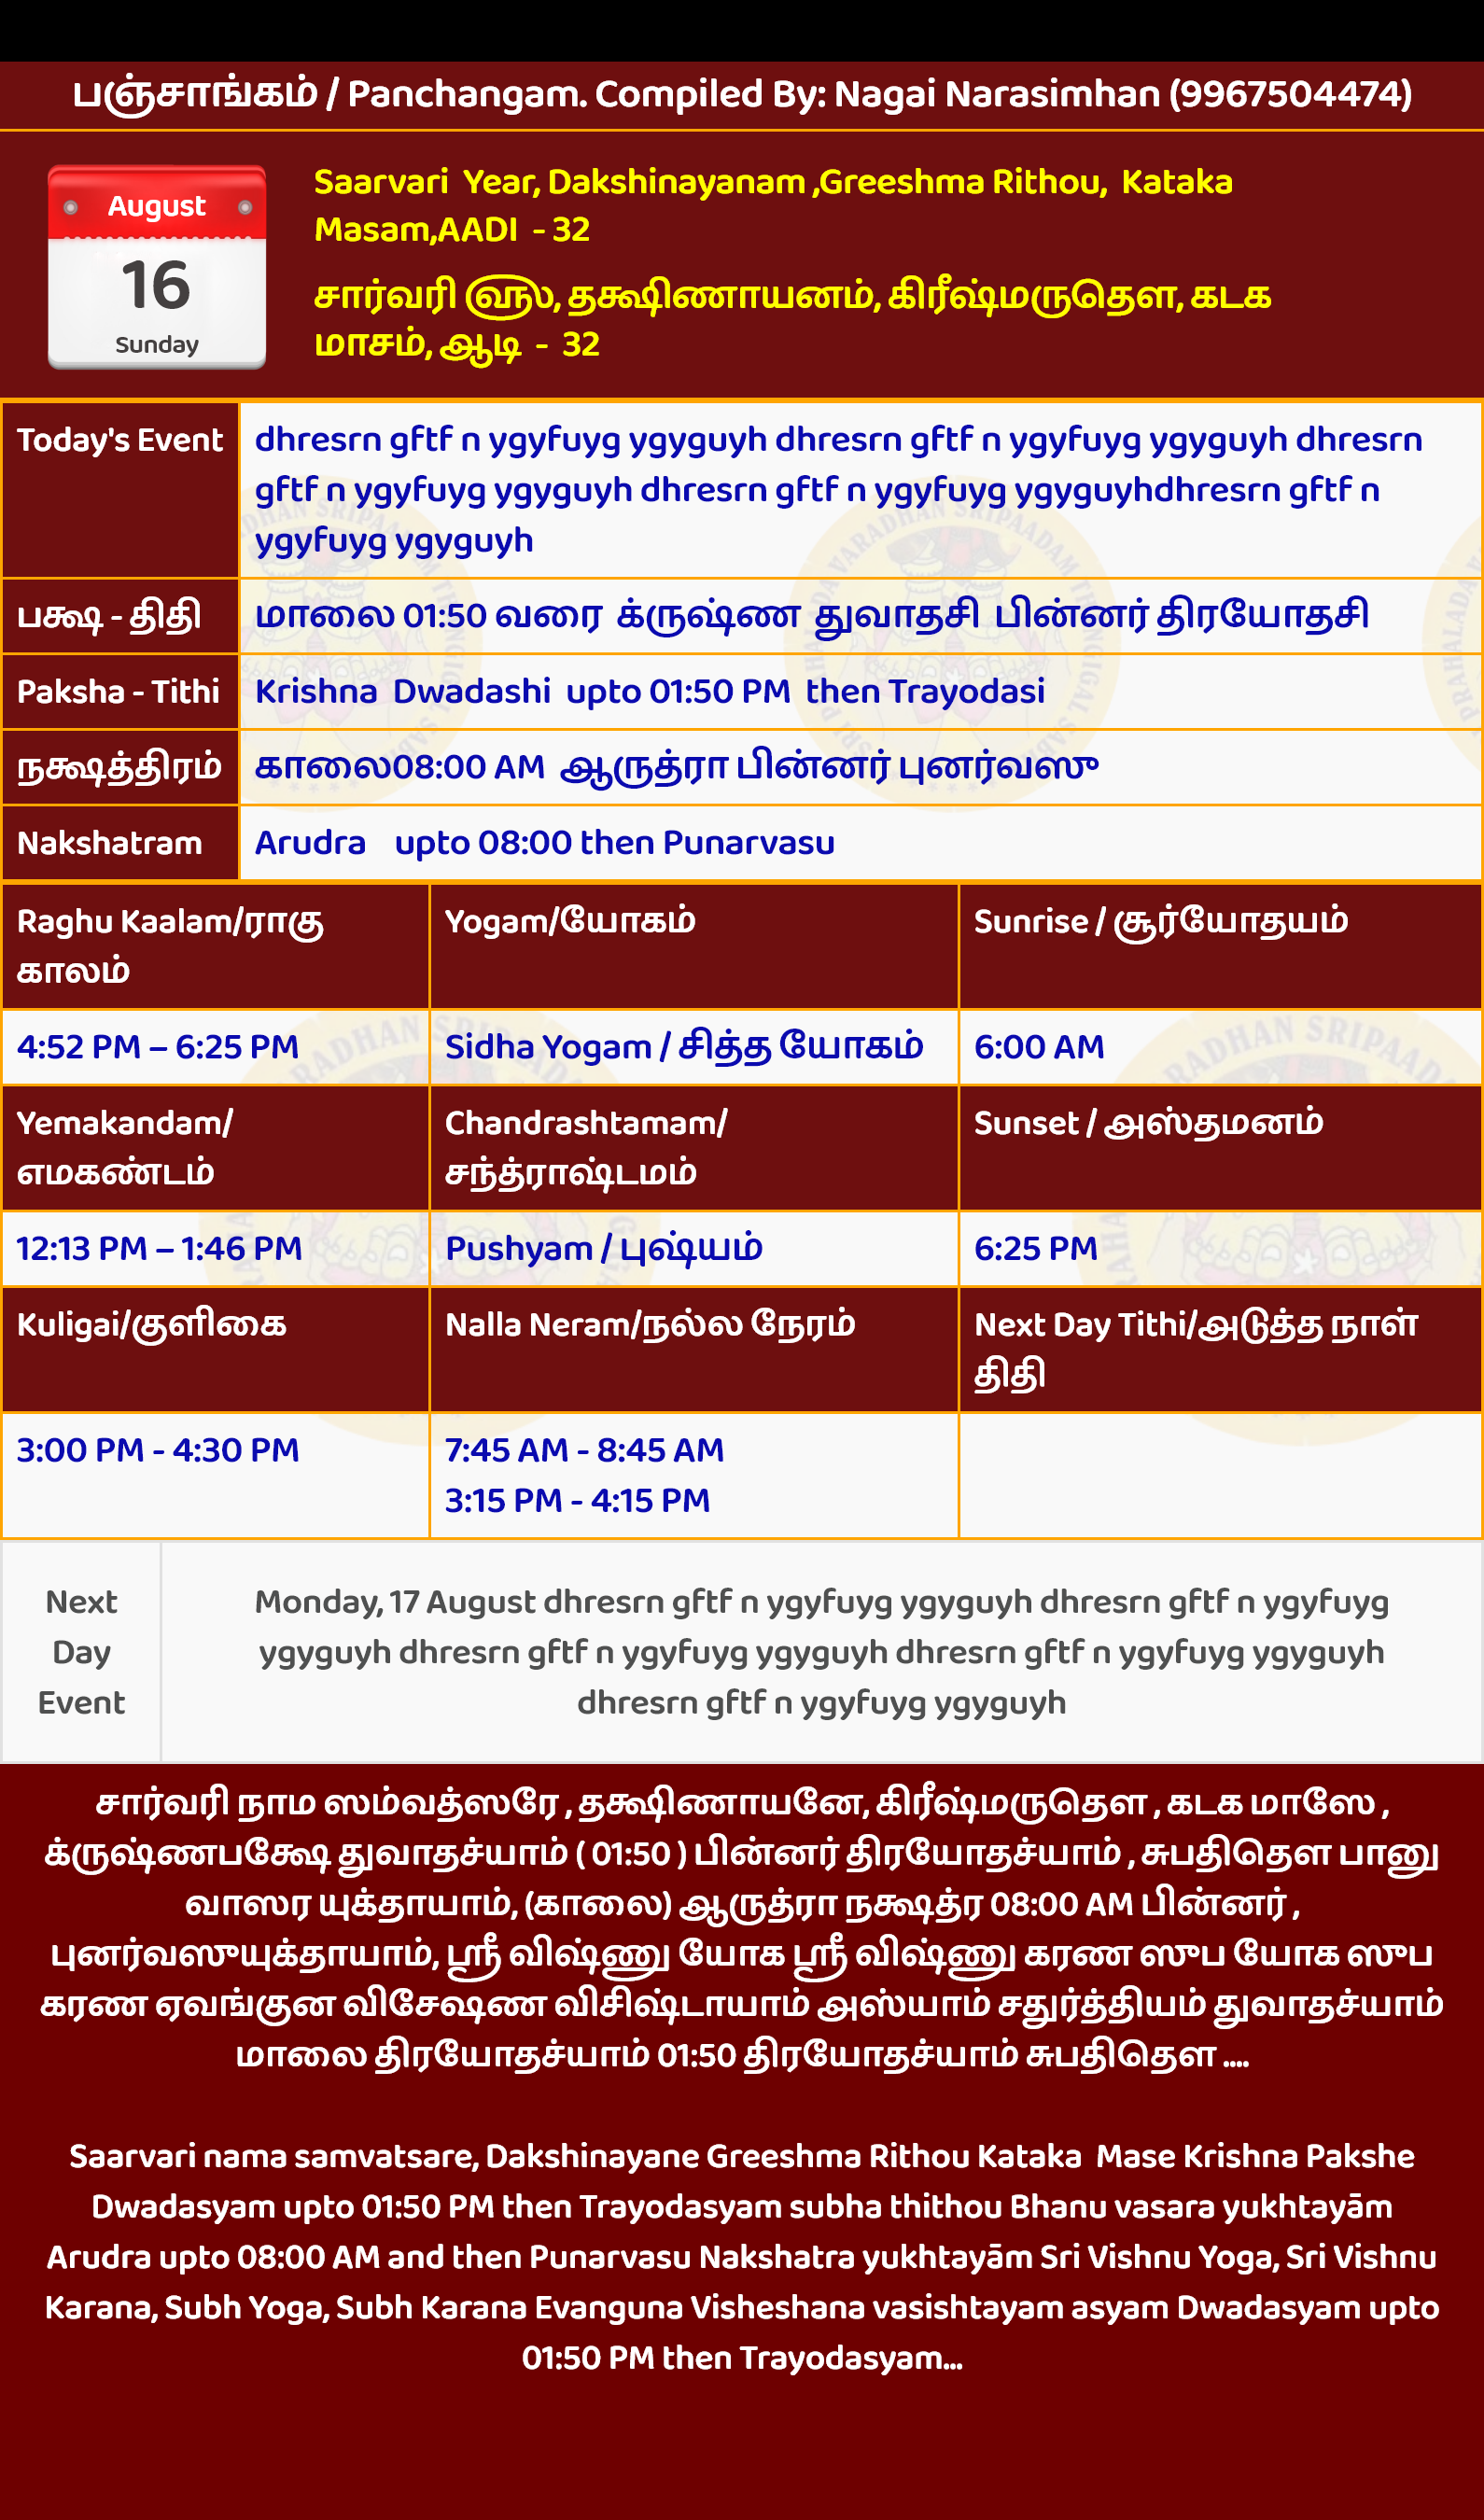 பஞ்சாங்கம் / Panchangam. Compiled By: Nagai Narasimhan (9967504474)
August
16
Sunday
Saarvari Year, Dakshinayanam ,Greeshma Rithou, Kataka
Masam,AADI - 32
சார்வரி ௵, தக்ஷிணாயனம், கிரீஷ்மருதௌ, கடக
மாசம், ஆடி - 32
Today's Event
dhresrn gftf n ygyfuyg ygyguyh dhresrn gftf n ygyfuyg ygyguyh dhresrn
gftf n ygyfuyg ygyguyh dhresrn gftf n ygyfuyg ygyguyhdhresrn gftf n
ygyfuyg ygyguyh
பக்ஷ - திதி
மாலை 01:50 வரை க்ருஷ்ண துவாதசி பின்னர் திரயோதசி
Paksha - Tithi
Krishna Dwadashi upto 01:50 PM then Trayodasi
நக்ஷத்திரம்
காலை08:00 AM ஆருத்ரா பின்னர் புனர்வஸு
Nakshatram
Arudra upto 08:00 then Punarvasu
Raghu Kaalam/ராகு
காலம்
Yogam/யோகம்
Sunrise / சூர்யோதயம்
4:52 PM – 6:25 PM
Sidha Yogam / சித்த யோகம்
6:00 AM
Yemakandam/
எமகண்டம்
Chandrashtamam/
சந்த்ராஷ்டமம்
Sunset / அஸ்தமனம்
12:13 PM – 1:46 PM
Pushyam / புஷ்யம்
6:25 PM
Kuligai/குளிகை
Nalla Neram/நல்ல நேரம்
Next Day Tithi/அடுத்த நாள்
திதி
3:00 PM - 4:30 PM
7:45 AM - 8:45 AM
3:15 PM - 4:15 PM
Next
Day
Event
Monday, 17 August dhresrn gftf n ygyfuyg ygyguyh dhresrn gftf n ygyfuyg
ygyguyh dhresrn gftf n ygyfuyg ygyguyh dhresrn gftf n ygyfuyg ygyguyh
dhresrn gftf n ygyfuyg ygyguyh
சார்வரி நாம ஸம்வத்ஸரே , தக்ஷிணாயனே, கிரீஷ்மருதௌ , கடக மாஸே ,
க்ருஷ்ணபக்ஷே துவாதச்யாம் ( 01:50 ) பின்னர் திரயோதச்யாம் , சுபதிதௌ பானு
வாஸர யுக்தாயாம், (காலை) ஆருத்ரா நக்ஷத்ர 08:00 AM பின்னர் ,
புனர்வஸுயுக்தாயாம், ஸ்ரீ விஷ்ணு யோக ஸ்ரீ விஷ்ணு கரண ஸுப யோக ஸுப
கரண ஏவங்குன விசேஷண விசிஷ்டாயாம் அஸ்யாம் சதுர்த்தியம் துவாதச்யாம்
மாலை திரயோதச்யாம் 01:50 திரயோதச்யாம் சுபதிதௌ ....
Saarvari nama samvatsare, Dakshinayane Greeshma Rithou Kataka Mase Krishna Pakshe
Dwadasyam upto 01:50 PM then Trayodasyam subha thithou Bhanu vasara yukhtayām
Arudra upto 08:00 AM and then Punarvasu Nakshatra yukhtayām Sri Vishnu Yoga, Sri Vishnu
Karana, Subh Yoga, Subh Karana Evanguna Visheshana vasishtayam asyam Dwadasyam upto
01:50 PM then Trayodasyam...